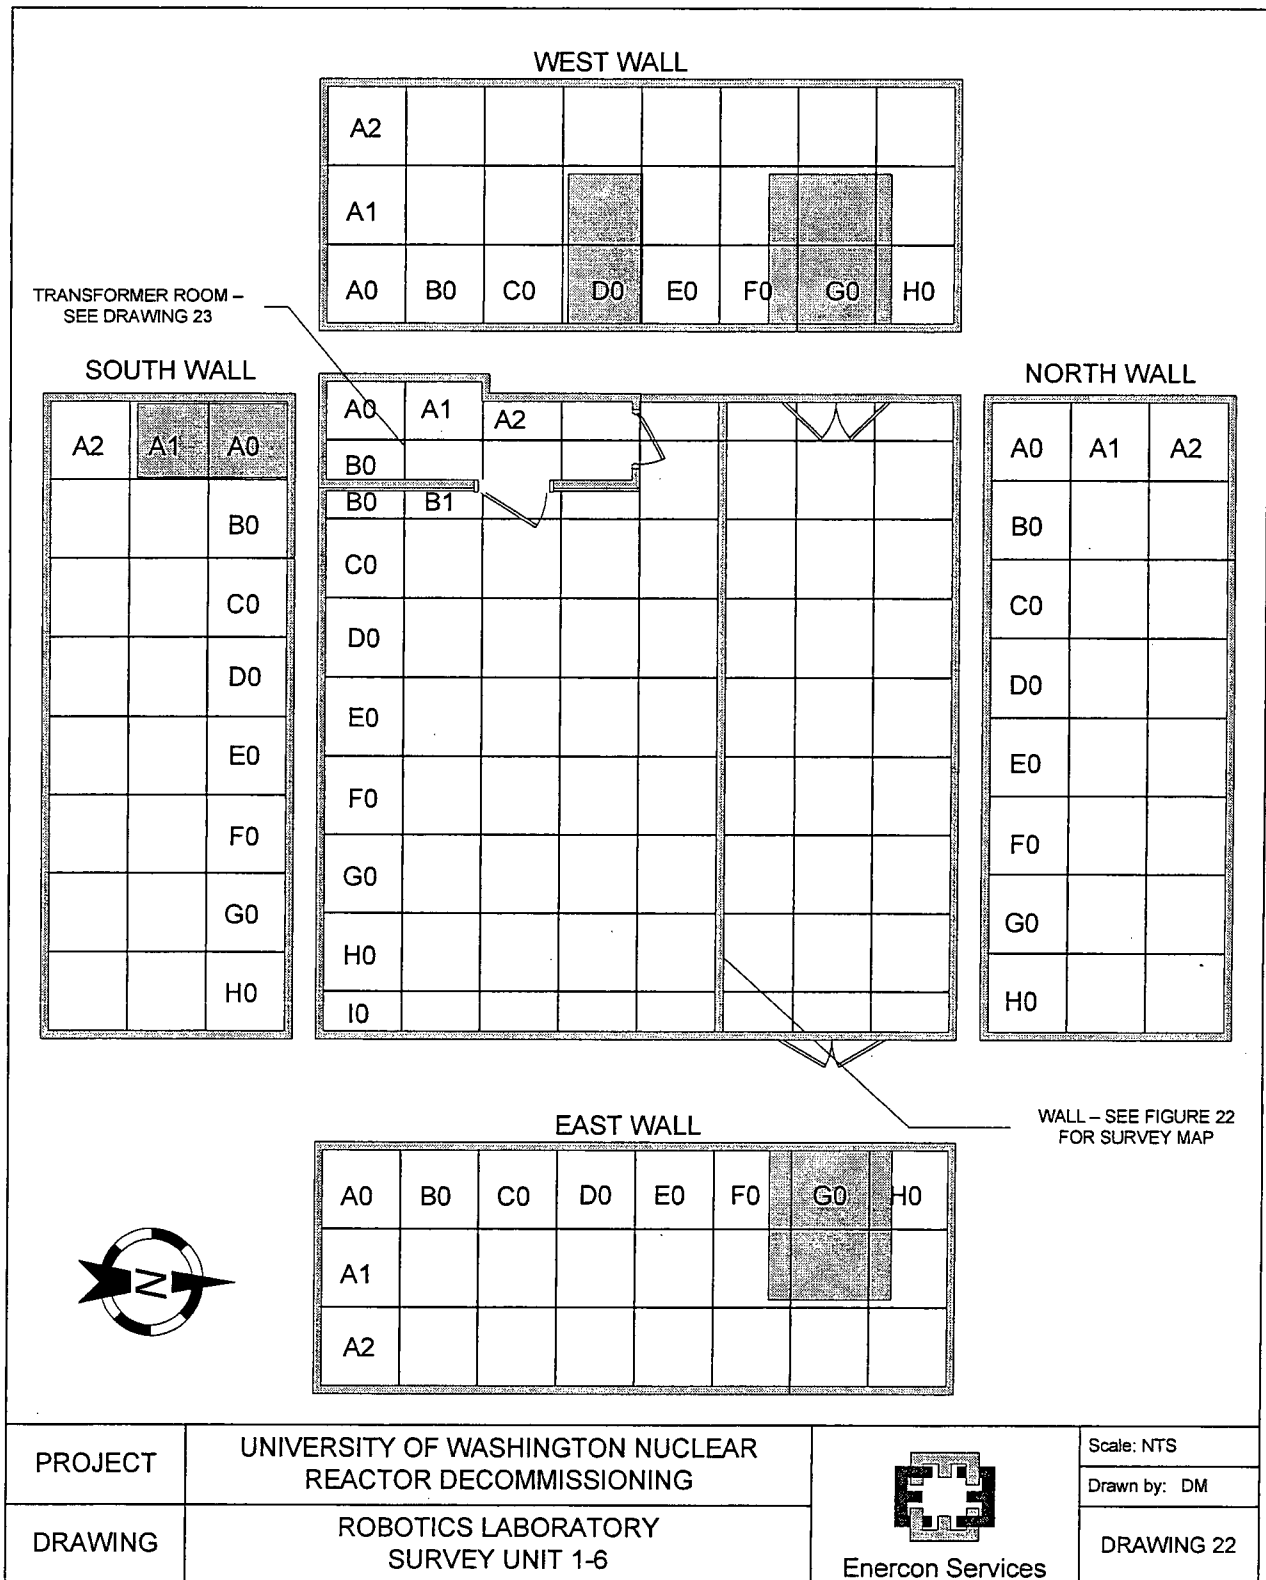 WEST WALL
A2
A1
A0 B0 C0 D0 E0 F0 G0 H0
TRANSFORMER ROOM –
SEE DRAWING 23
SOUTH WALL
A2 A1 A0
B0
C0
D0
E0
F0
G0
H0
A0 A1 A2
B0
B0 B1
C0
D0
E0
F0
G0
H0
I0
NORTH WALL
A0 A1 A2
B0
C0
D0
E0
F0
G0
H0
WALL – SEE FIGURE 22
FOR SURVEY MAP
EAST WALL
A0 B0 C0 D0 E0 F0 G0 H0
A1
A2
N
PROJECT
UNIVERSITY OF WASHINGTON NUCLEAR
REACTOR DECOMMISSIONING
DRAWING
ROBOTICS LABORATORY
SURVEY UNIT 1-6
Enercon Services
Scale: NTS
Drawn by: DM
DRAWING 22